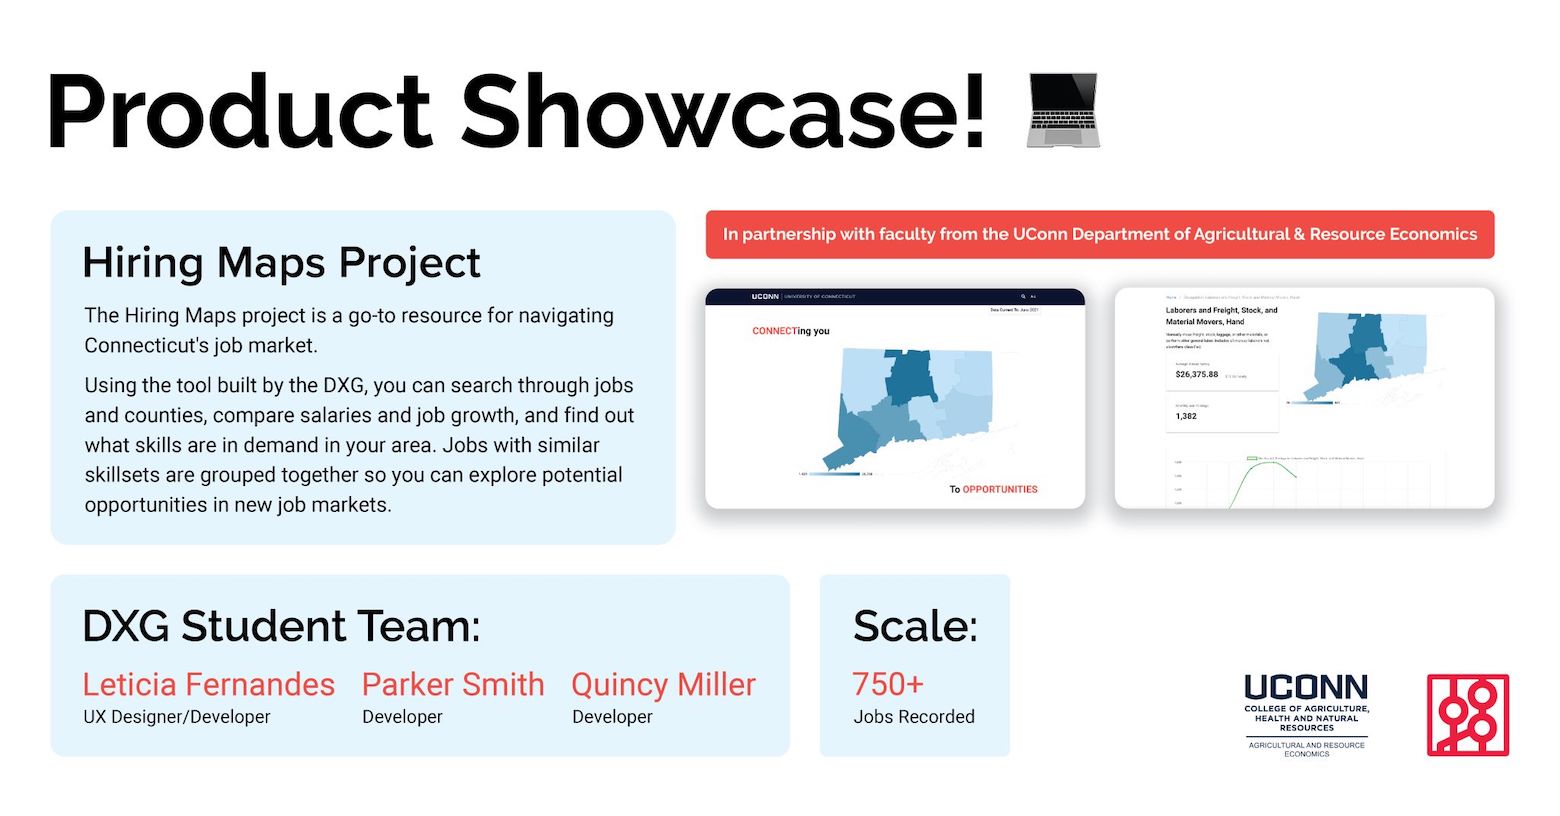 Product Showcase!
Hiring Maps Project
The Hiring Maps project is a go-to resource for navigating
Connecticut's job market.
Using the tool built by the DXG, you can search through jobs
and counties, compare salaries and job growth, and find out
what skills are in demand in your area. Jobs with similar
skillsets are grouped together so you can explore potential
opportunities in new job markets.
In partnership with faculty from the UConn Department of Agricultural & Resource Economics
UCONN UNIVERSITY OF CONNECTICUT
Data Current To: June 2021
CONNECTing you
To OPPORTUNITIES
Laborers and Freight, Stock, and
Material Movers, Hand
$26,375.88
1,382
DXG Student Team:
Leticia Fernandes
UX Designer/Developer
Parker Smith
Developer
Quincy Miller
Developer
Scale:
750+
Jobs Recorded
UCONN
COLLEGE OF AGRICULTURE,
HEALTH AND NATURAL
RESOURCES
AGRICULTURAL AND RESOURCE
ECONOMICS